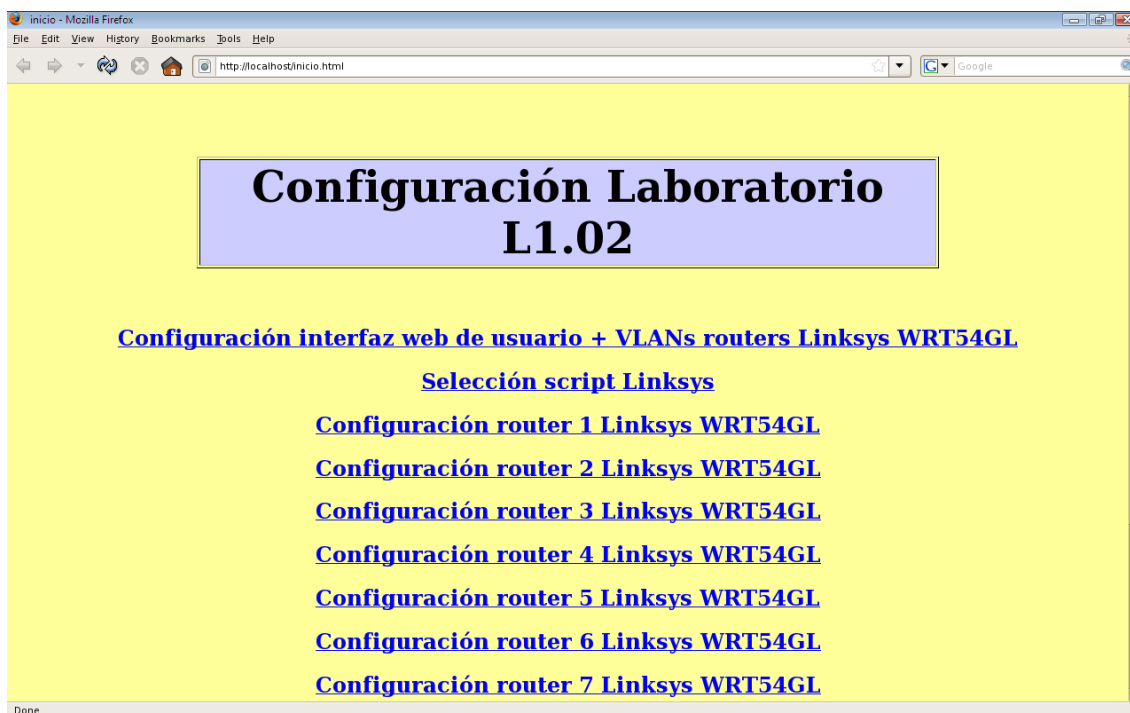 inicio - Mozilla Firefox
File Edit View History Bookmarks Tools Help
http://localhost/inicio.html
G Google
Configuración Laboratorio
L1.02
Configuración interfaz web de usuario + VLANs routers Linksys WRT54GL
Selección script Linksys
Configuración router 1 Linksys WRT54GL
Configuración router 2 Linksys WRT54GL
Configuración router 3 Linksys WRT54GL
Configuración router 4 Linksys WRT54GL
Configuración router 5 Linksys WRT54GL
Configuración router 6 Linksys WRT54GL
Configuración router 7 Linksys WRT54GL
Done